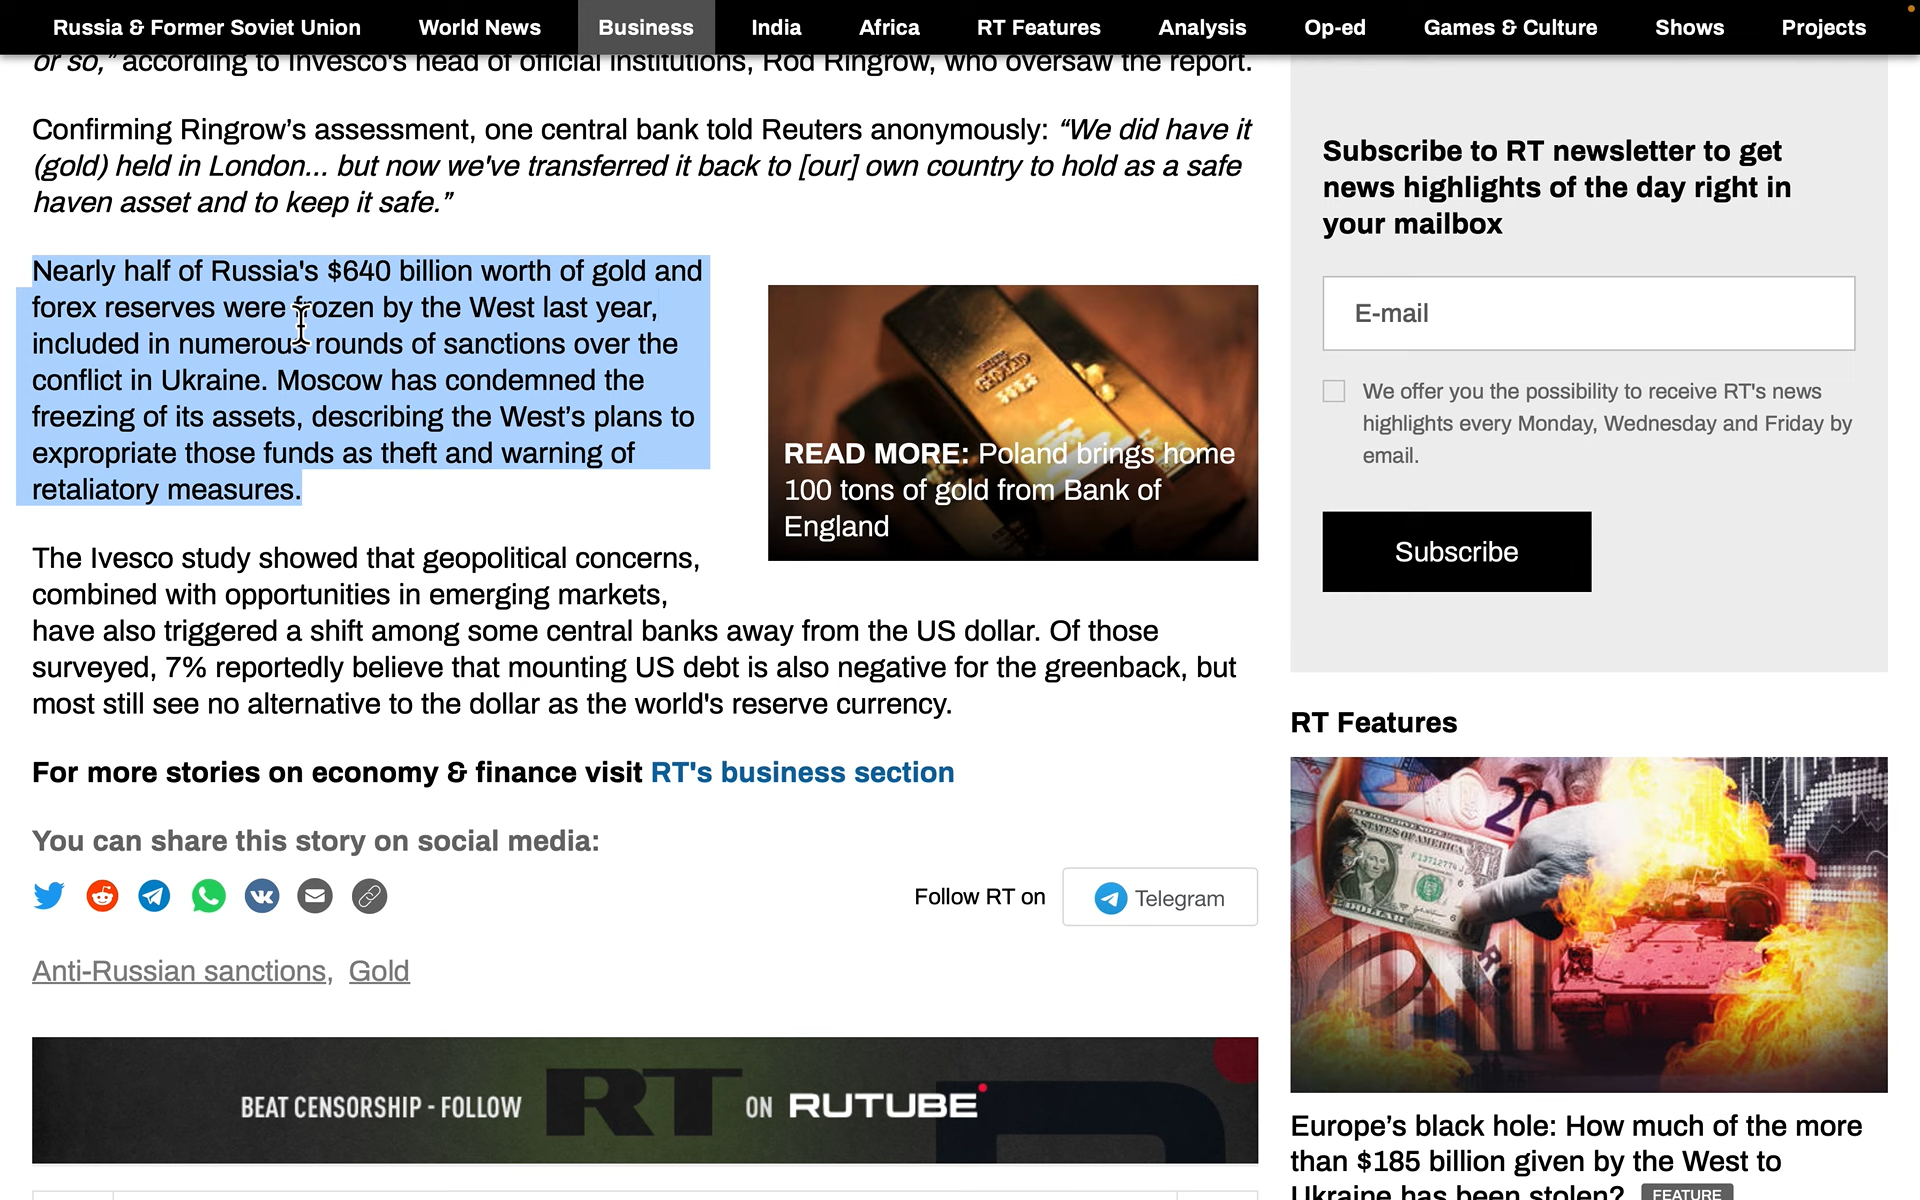 Russia & Former Soviet Union World News Business India Africa RT Features Analysis Op-ed Games & Culture Shows Projects
or so,” according to Invesco’s head of official institutions, Rod Ringrow, who oversaw the report.
Confirming Ringrow’s assessment, one central bank told Reuters anonymously: “We did have it
(gold) held in London... but now we've transferred it back to [our] own country to hold as a safe
haven asset and to keep it safe.”
Nearly half of Russia's $640 billion worth of gold and
forex reserves were frozen by the West last year,
included in numerous rounds of sanctions over the
conflict in Ukraine. Moscow has condemned the
freezing of its assets, describing the West’s plans to
expropriate those funds as theft and warning of
retaliatory measures.
READ MORE: Poland brings home
100 tons of gold from Bank of
England
The Ivesco study showed that geopolitical concerns,
combined with opportunities in emerging markets,
have also triggered a shift among some central banks away from the US dollar. Of those
surveyed, 7% reportedly believe that mounting US debt is also negative for the greenback, but
most still see no alternative to the dollar as the world's reserve currency.
For more stories on economy & finance visit RT's business section
You can share this story on social media:
Follow RT on Telegram
Anti-Russian sanctions, Gold
BEAT CENSORSHIP - FOLLOW RT ON RUTUBE
Subscribe to RT newsletter to get
news highlights of the day right in
your mailbox
E-mail
We offer you the possibility to receive RT's news
highlights every Monday, Wednesday and Friday by
email.
Subscribe
RT Features
20
Europe’s black hole: How much of the more
than $185 billion given by the West to
Ukraine has been stolen? FEATURE